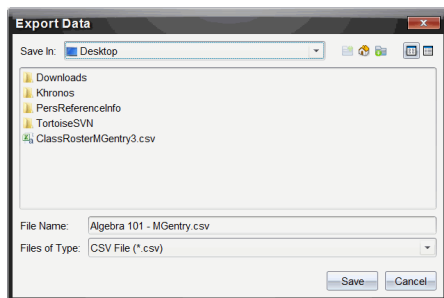 Export Data
Save In: Desktop
Downloads
Khronos
PersReferenceInfo
TortoiseSVN
ClassRosterMGentry3.csv
File Name: Algebra 101 - MGentry.csv
Files of Type: CSV File (*.csv)
Save Cancel